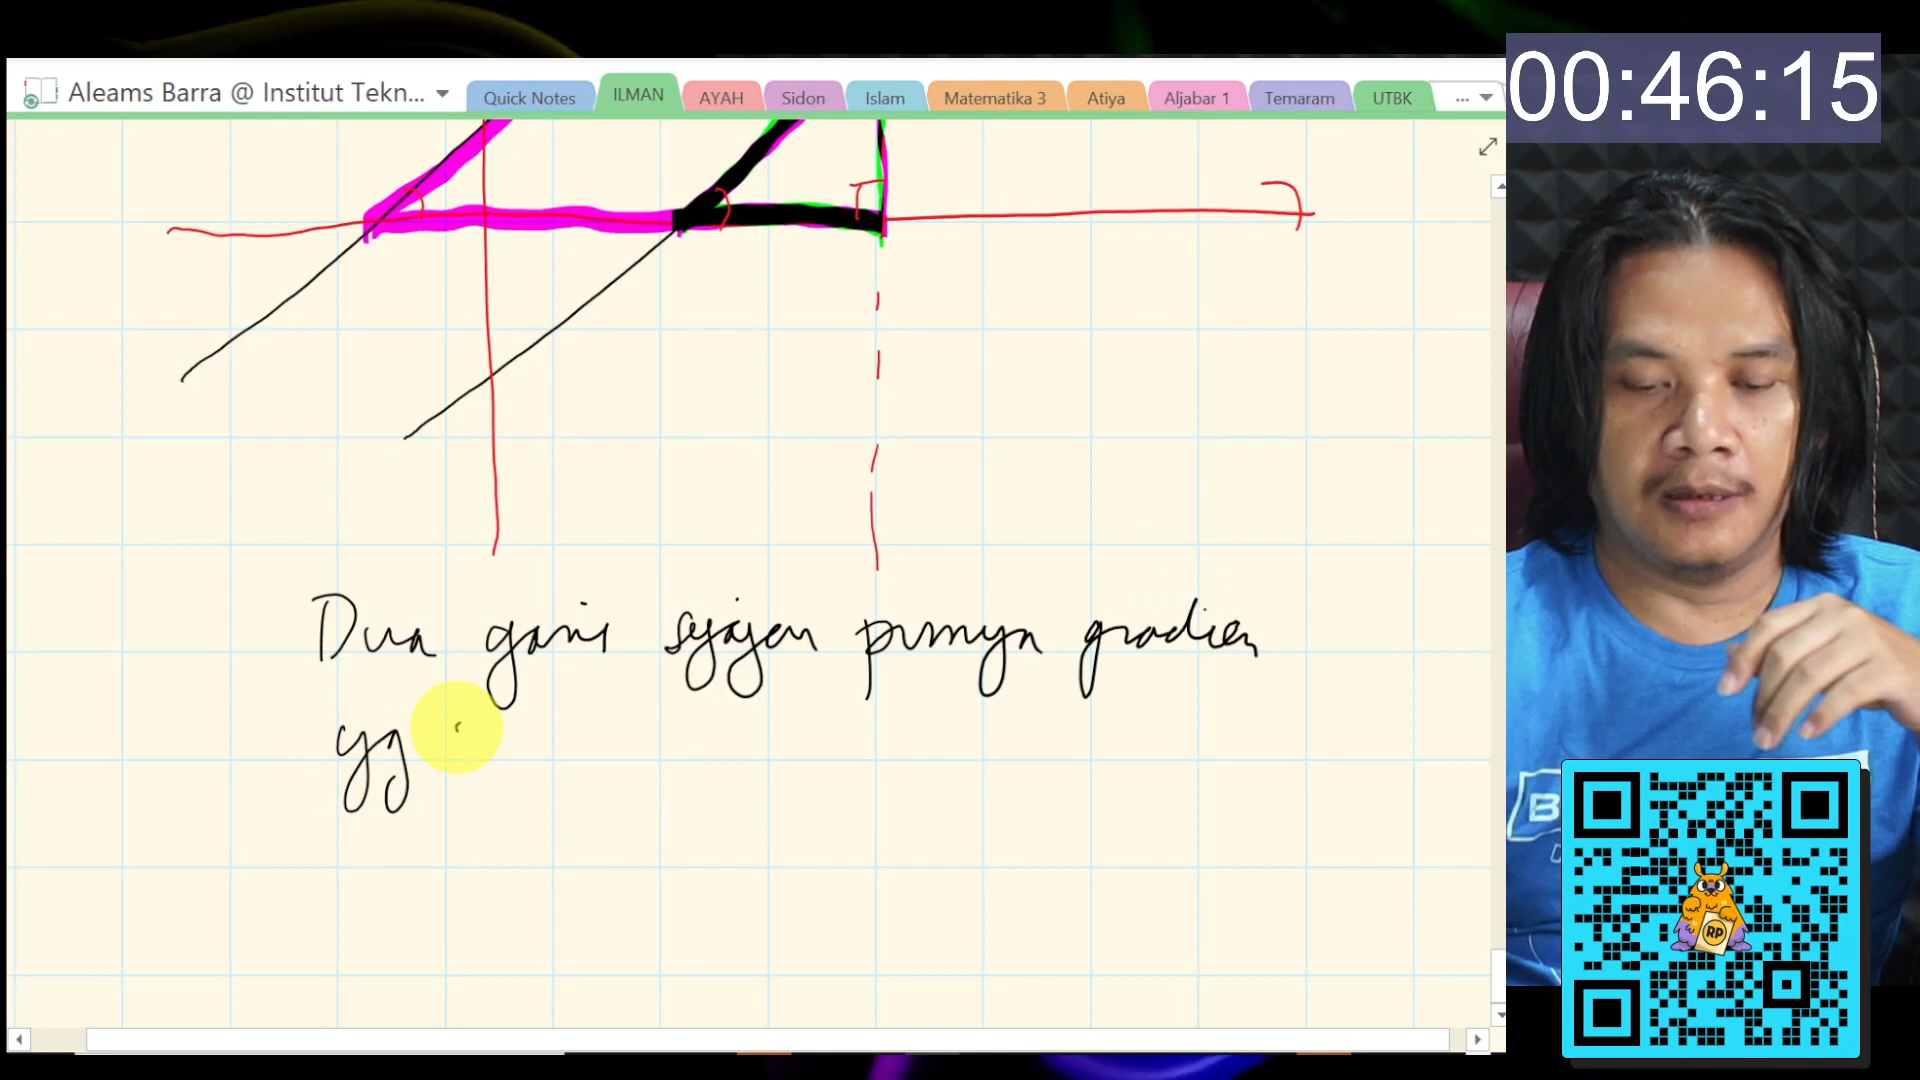 00:46:15
Aleams Barra @ Institut Tekn...
Quick Notes
ILMAN
AYAH
Sidon
Islam
Matematika 3
Atiya
Aljabar 1
Temaram
UTBK
...
Dua garis sejajar punya gradien
yg
B
D
RP